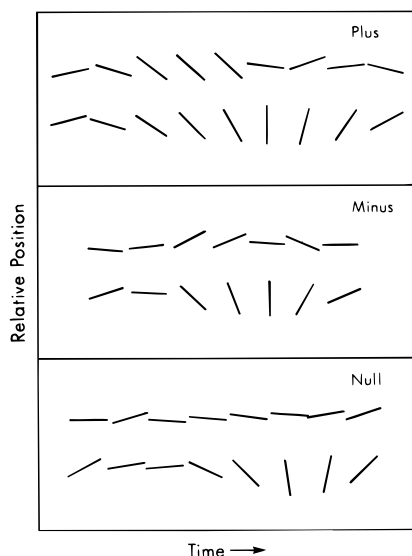 Plus
Minus
Relative Position
Null
Time →